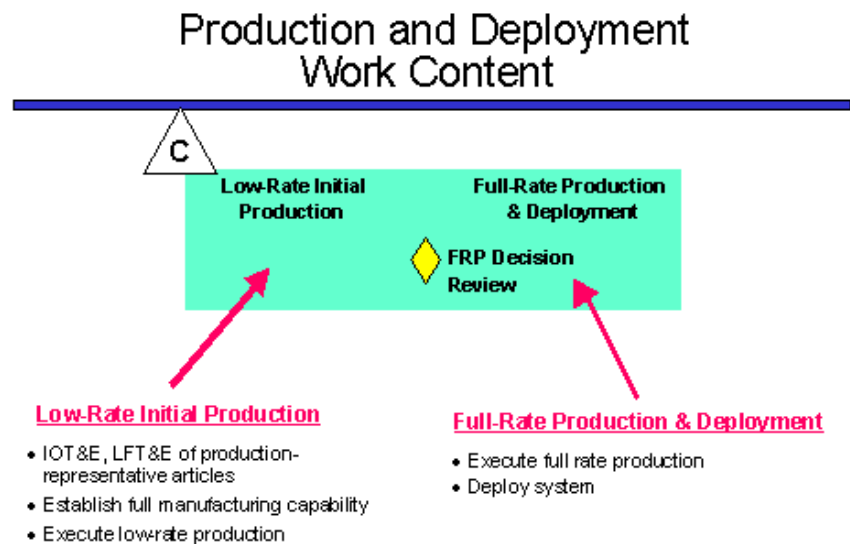 Production and Deployment
Work Content
C
Low-Rate Initial
Production
Full-Rate Production
& Deployment
FRP Decision
Review
Low-Rate Initial Production
• IOT&E, LFT&E of production-
representative articles
• Establish full manufacturing capability
• Execute low-rate production
Full-Rate Production & Deployment
• Execute full rate production
• Deploy system